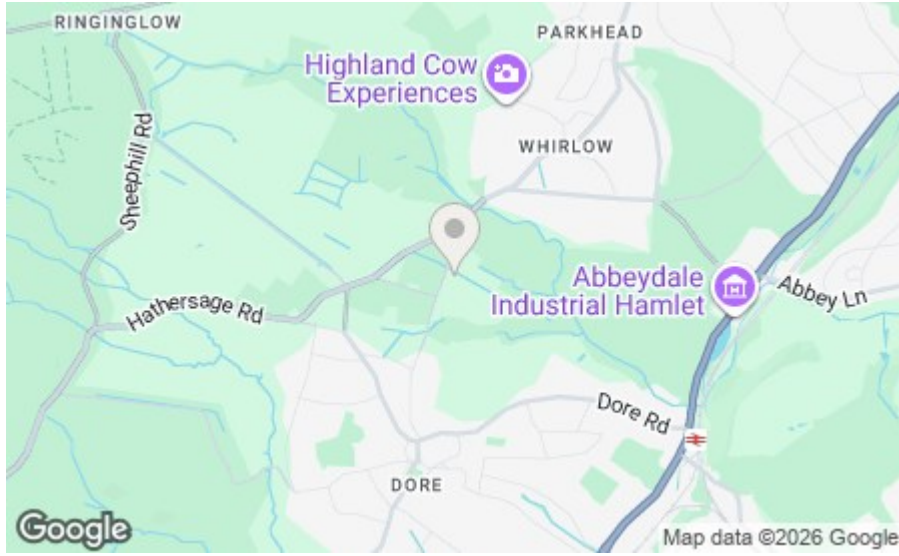 RINGINGLOW
PARKHEAD
Highland Cow
Experiences
WHIRLOW
Sheephill Rd
Abbeydale
Industrial Hamlet
Abbey Ln
Hathersage Rd
Dore Rd
DORE
Google
Map data ©2026 Google